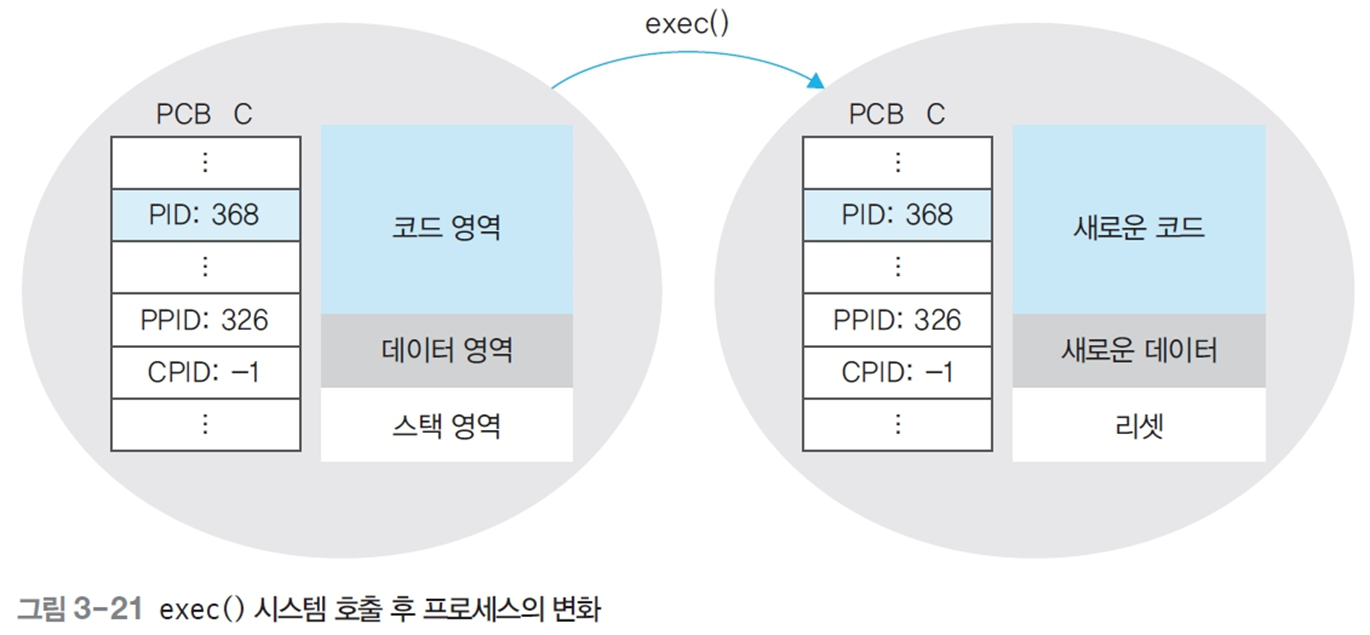 exec()
PCB C
⋮
PID: 368
⋮
PPID: 326
CPID: -1
⋮
코드 영역
데이터 영역
스택 영역
PCB C
⋮
PID: 368
⋮
PPID: 326
CPID: -1
⋮
새로운 코드
새로운 데이터
리셋
그림 3-21 exec() 시스템 호출 후 프로세스의 변화